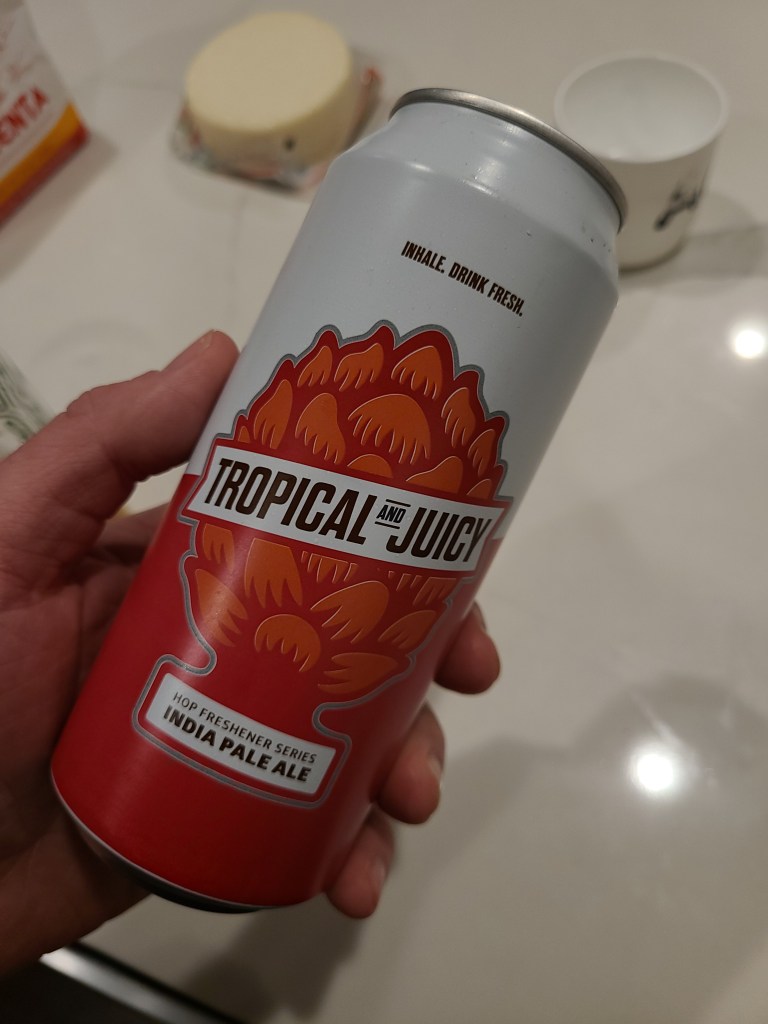 INHALE. DRINK FRESH.
TROPICAL AND JUICY
HOP FRESHENER SERIES
INDIA PALE ALE